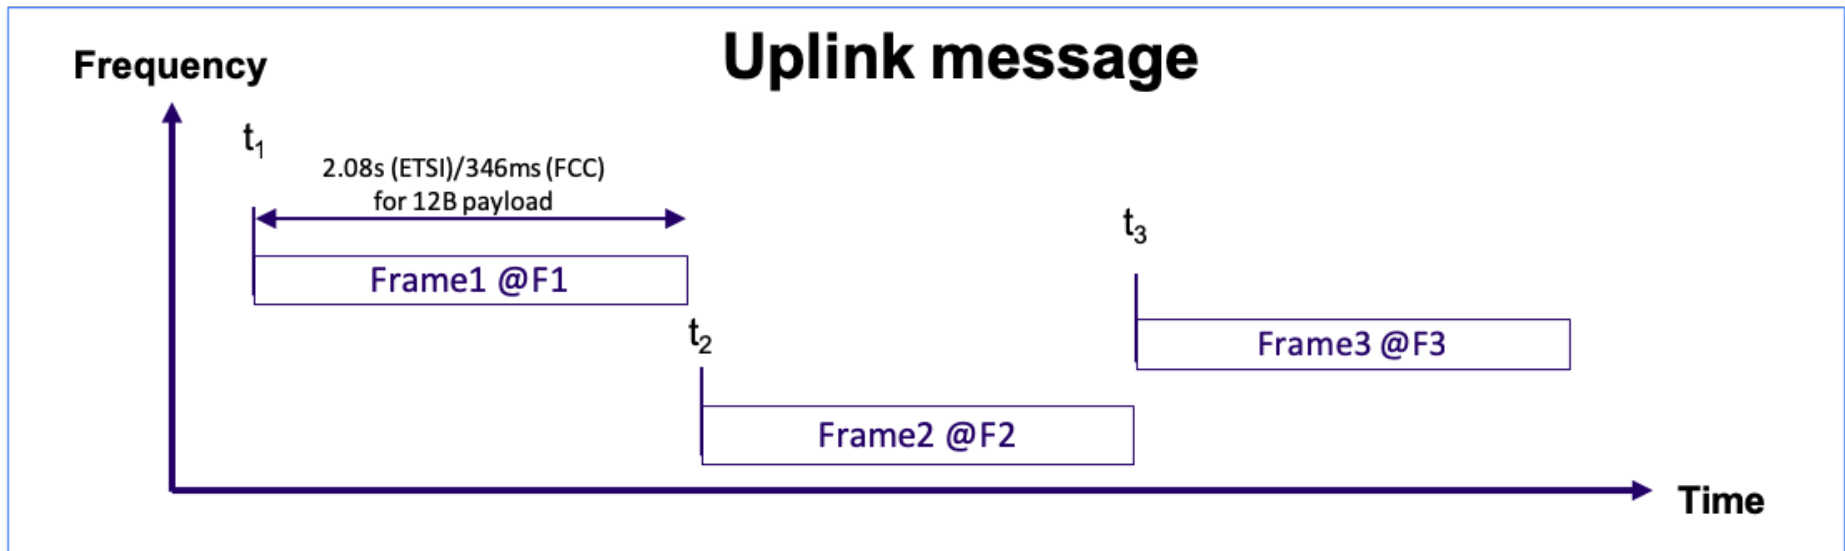 Uplink message
Frequency
t₁
2.08s (ETSI)/346ms (FCC)
for 12B payload
Frame1 @F1
t₂
Frame2 @F2
t₃
Frame3 @F3
Time